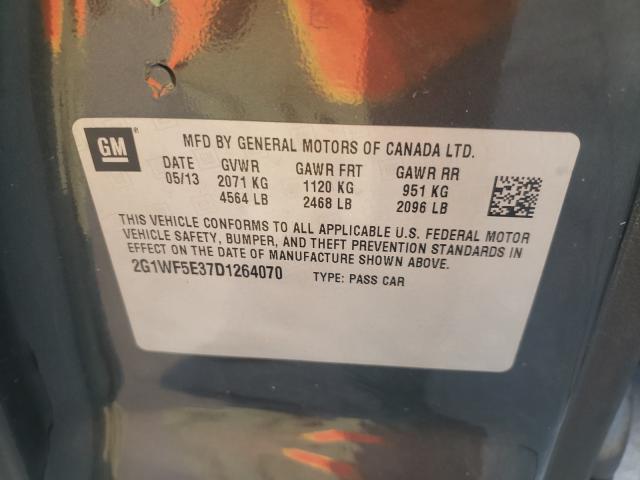 GM ® MFD BY GENERAL MOTORS OF CANADA LTD.
DATE GVWR GAWR FRT GAWR RR
05/13 2071 KG 1120 KG 951 KG
4564 LB 2468 LB 2096 LB
THIS VEHICLE CONFORMS TO ALL APPLICABLE U.S. FEDERAL MOTOR
VEHICLE SAFETY, BUMPER, AND THEFT PREVENTION STANDARDS IN
EFFECT ON THE DATE OF MANUFACTURE SHOWN ABOVE.
2G1WF5E37D1264070 TYPE: PASS CAR